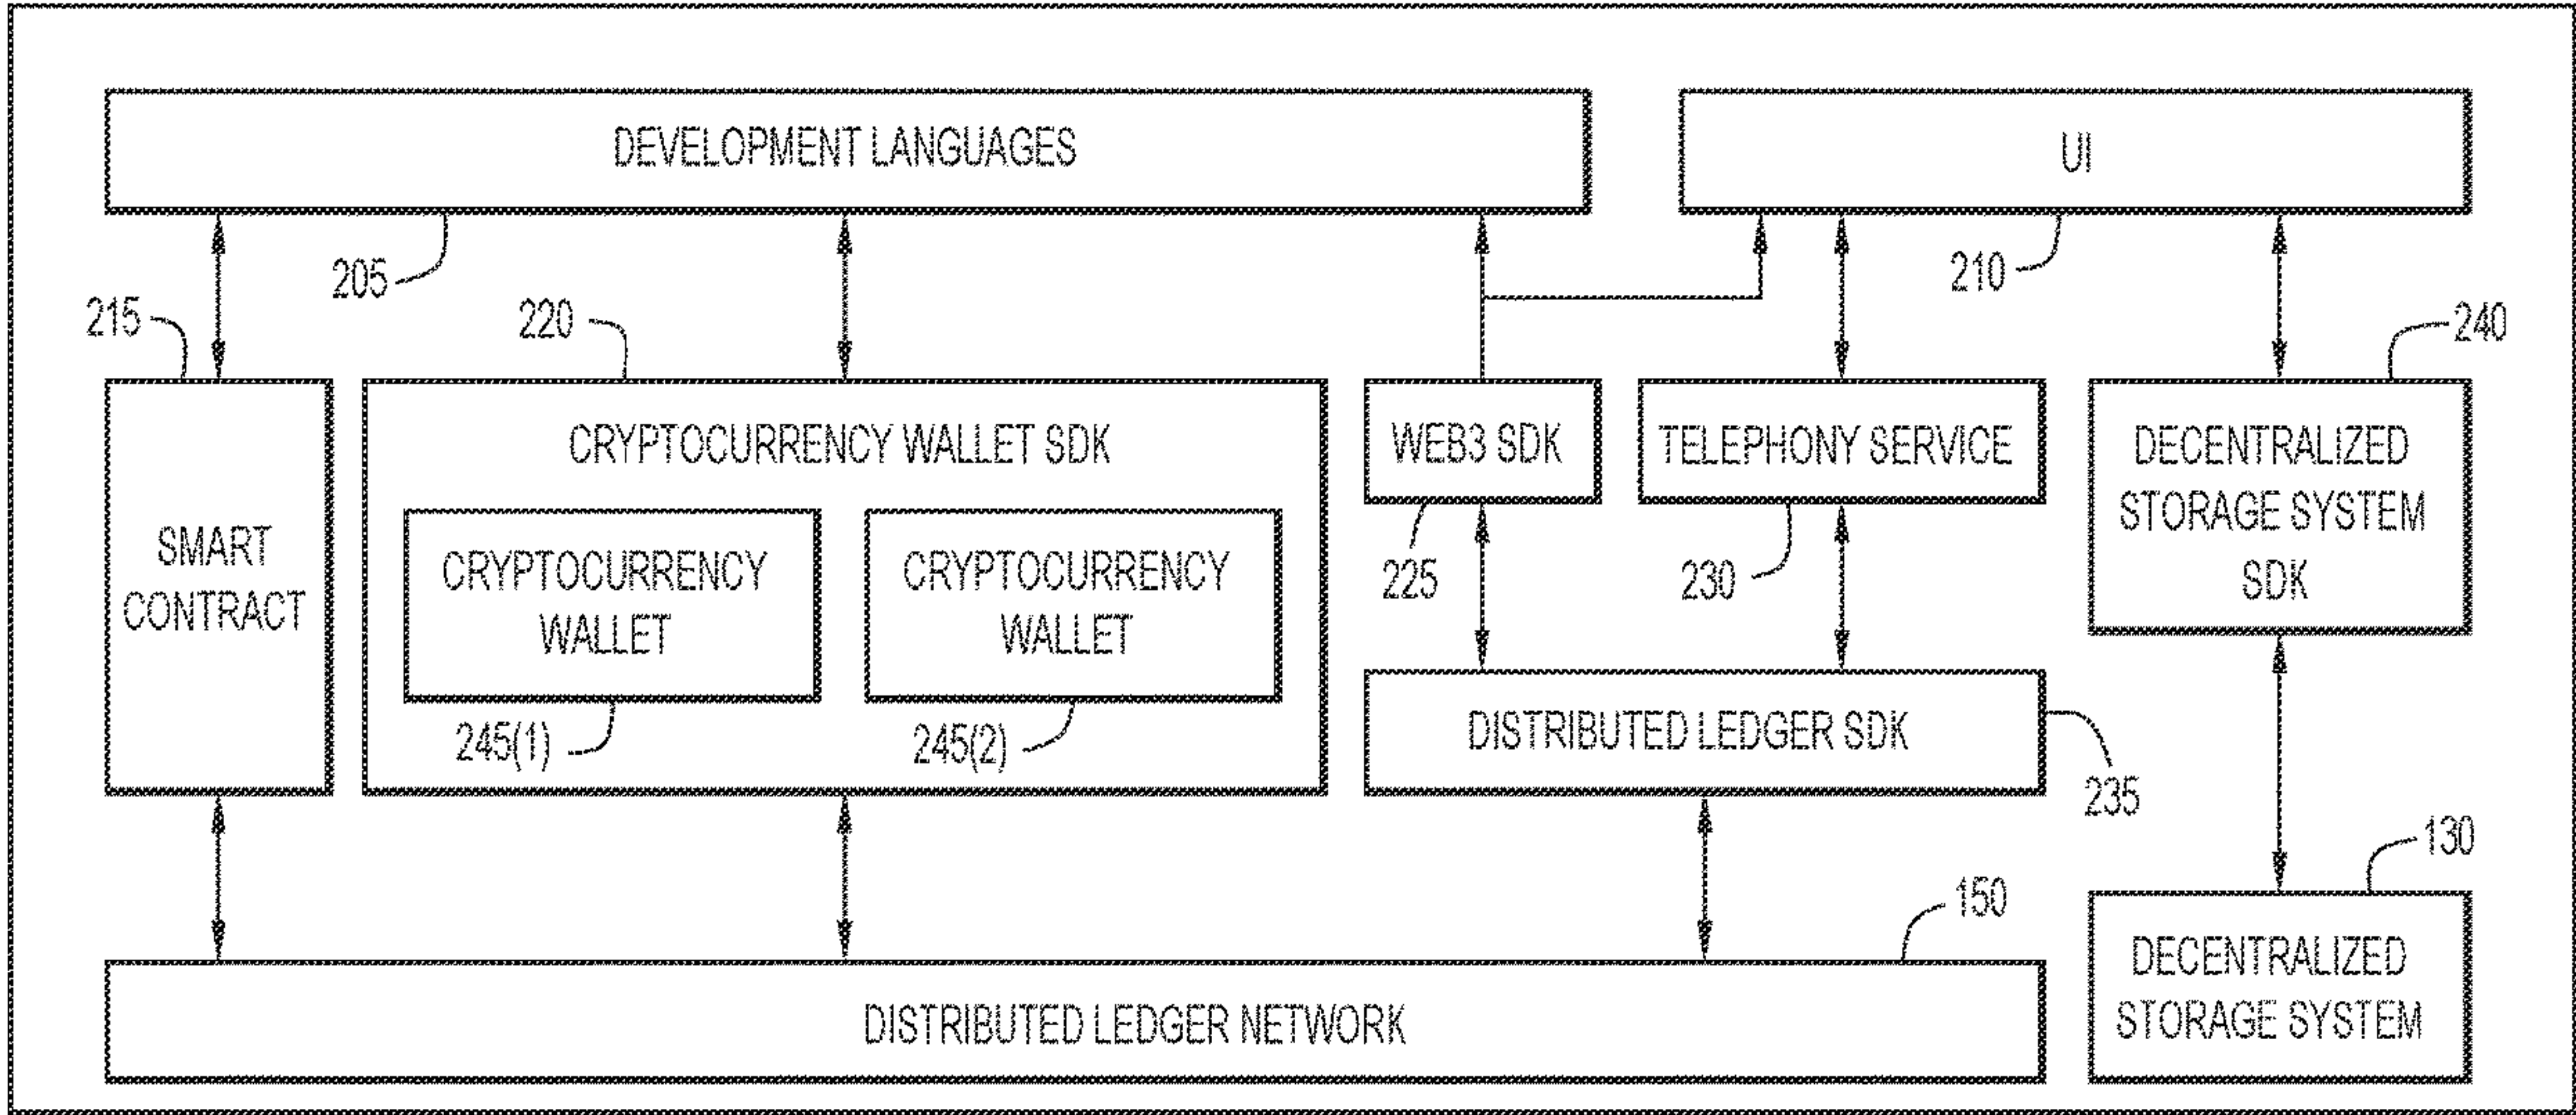 DEVELOPMENT LANGUAGES
UI
205
210
215
220
240
SMART
CONTRACT
CRYPTOCURRENCY WALLET SDK
CRYPTOCURRENCY
WALLET
245(1)
CRYPTOCURRENCY
WALLET
245(2)
WEB3 SDK
225
TELEPHONY SERVICE
230
DECENTRALIZED
STORAGE SYSTEM
SDK
DISTRIBUTED LEDGER SDK
235
130
150
DISTRIBUTED LEDGER NETWORK
DECENTRALIZED
STORAGE SYSTEM